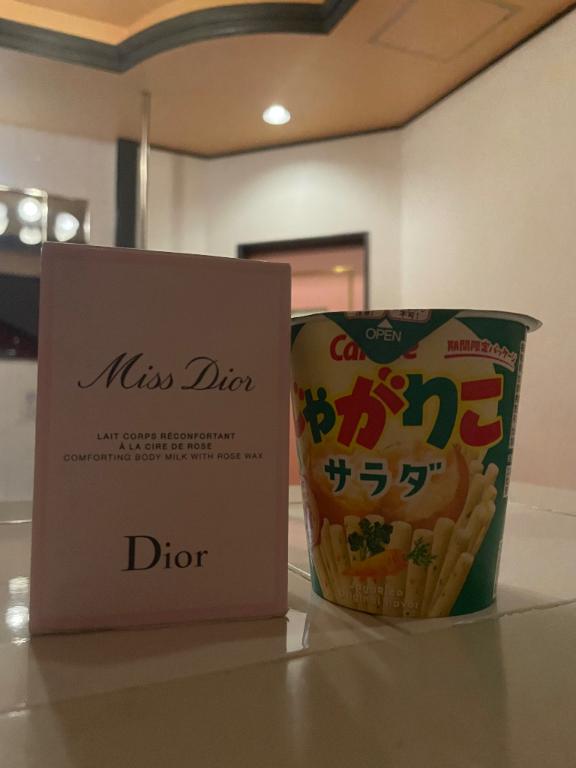 Miss Dior
LAIT CORPS RÉCONFORTANT
À LA CIRE DE ROSE
COMFORTING BODY MILK WITH ROSE WAX
Dior
OPEN
Calbee
期間限定パッケージ
じゃがりこ
サラダ